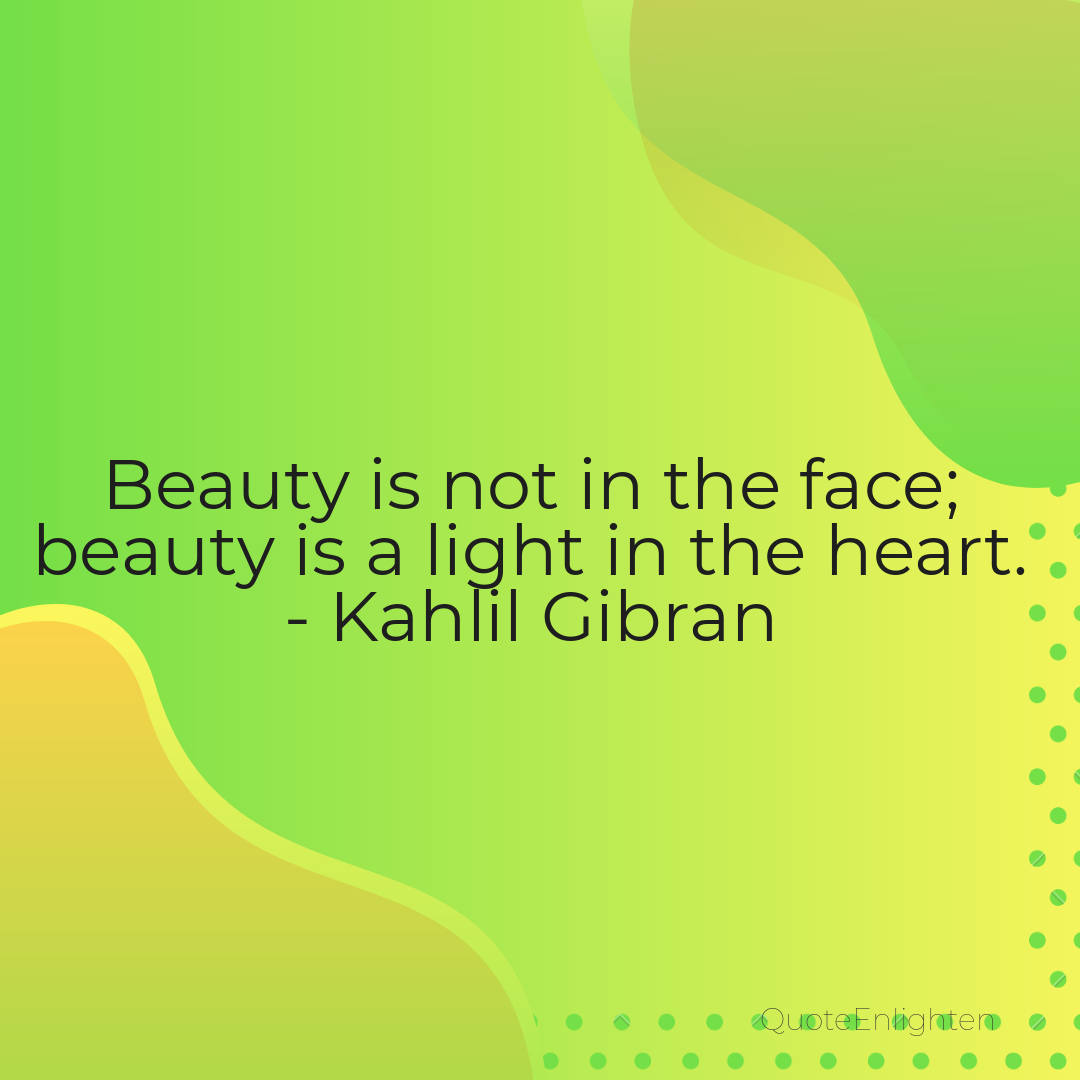 Beauty is not in the face;
beauty is a light in the heart.
- Kahlil Gibran
QuoteEnlighten